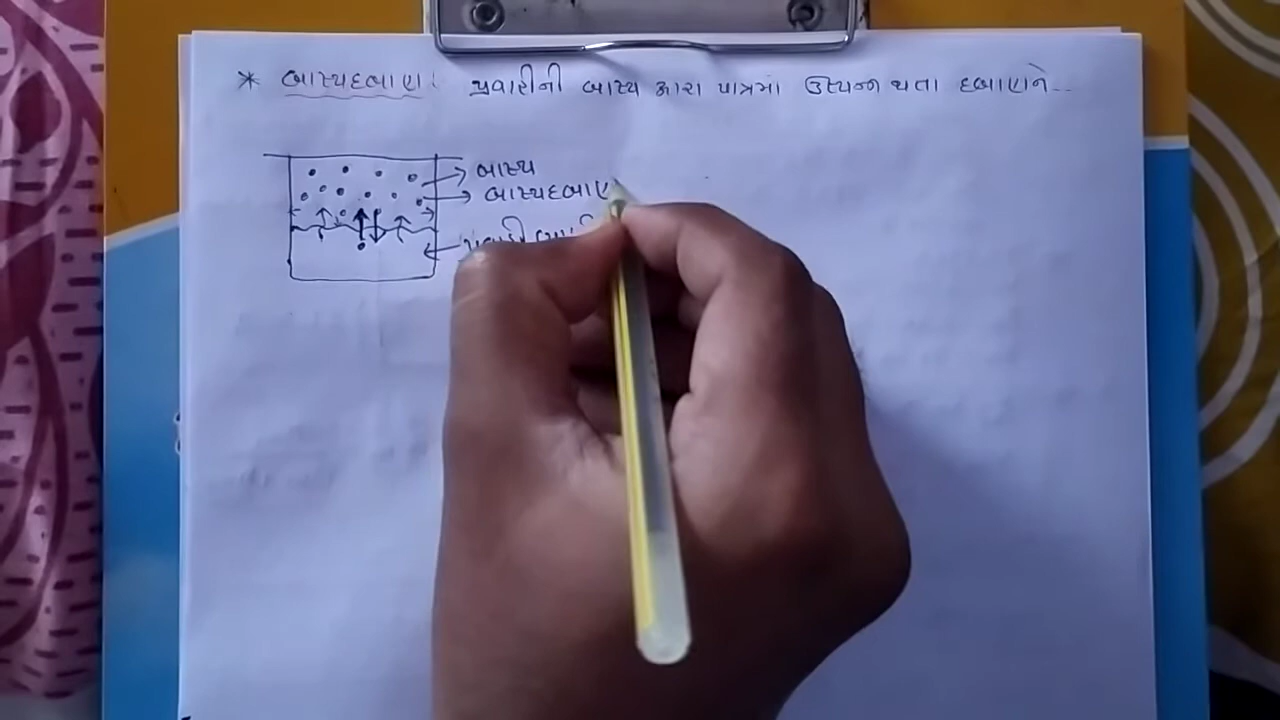 * બાષ્પદબાણ: પ્રવાહીની બાષ્પ દ્વારા પાત્રમાં ઉત્પન્ન થતા દબાણને...
બાષ્પ
બાષ્પદબાણ